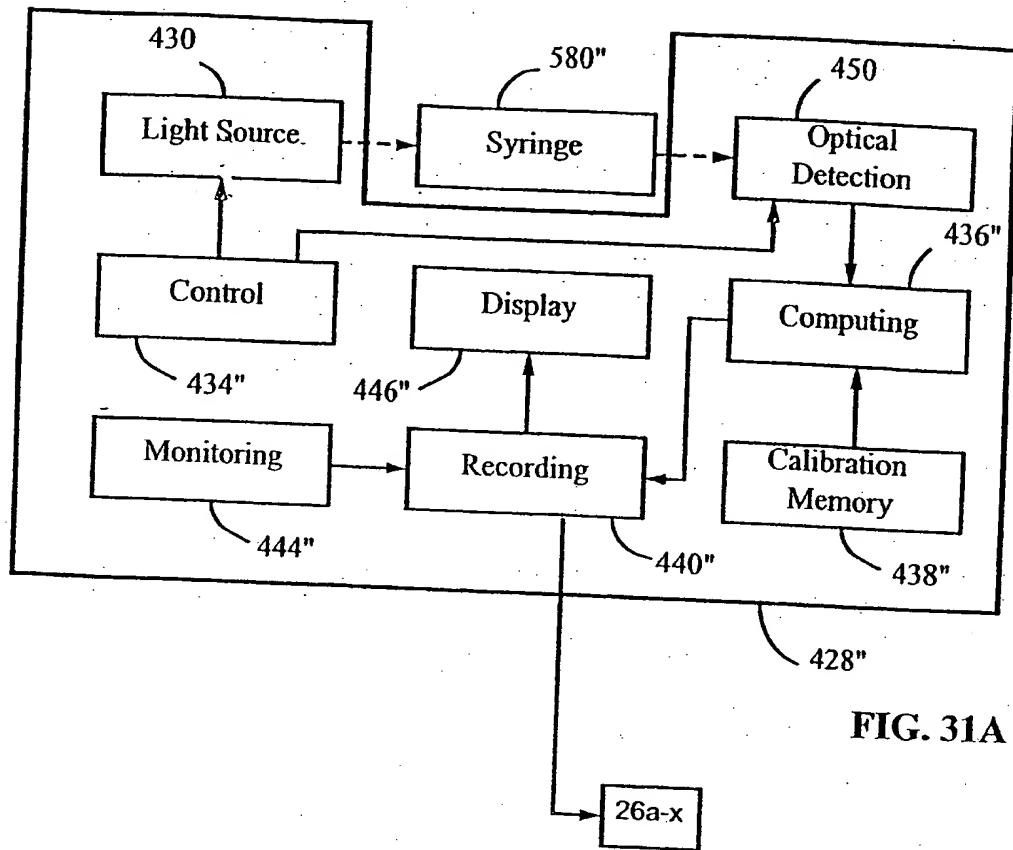 430
580"
450
Light Source
Syringe
Optical
Detection
436"
Control
Display
Computing
434"
446"
Monitoring
Recording
Calibration
Memory
444"
440"
438"
428"
FIG. 31A
26a-x